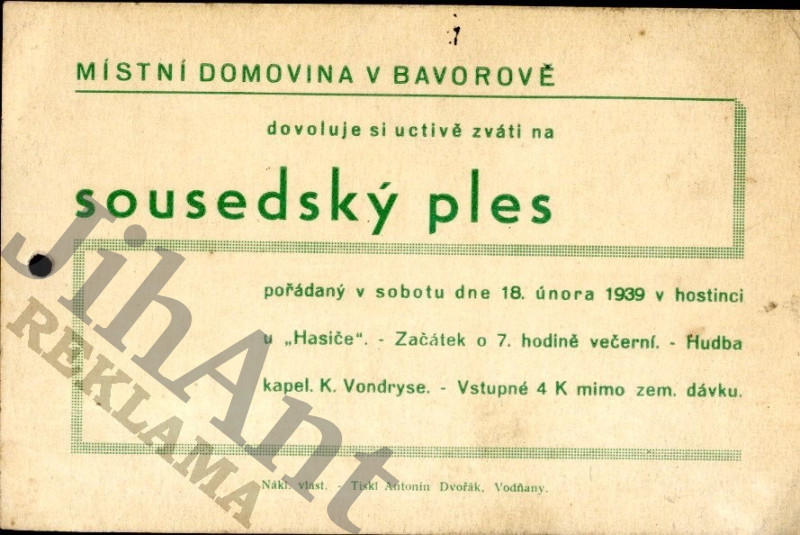 MÍSTNÍ DOMOVINA V BAVOROVĚ
dovoluje si uctivě zváti na
sousedský ples
pořádaný v sobotu dne 18. února 1939 v hostinci
u „Hasiče“. - Začátek o 7. hodině večerní. - Hudba
kapel. K. Vondryse. - Vstupné 4 K mimo zem. dávku.
Nákl. vlast. - Tiskl Antonín Dvořák, Vodňany.
JihAnt
REKLAMA